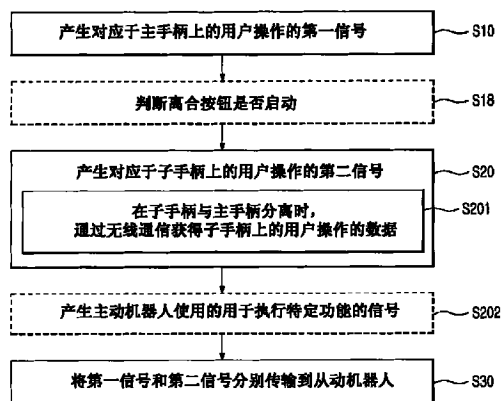 产生对应于主手柄上的用户操作的第一信号
S10
判断离合按钮是否启动
S18
产生对应于子手柄上的用户操作的第二信号
S20
在子手柄与主手柄分离时,
通过无线通信获得子手柄上的用户操作的数据
S201
产生主动机器人使用的用于执行特定功能的信号
S202
将第一信号和第二信号分别传输到从动机器人
S30